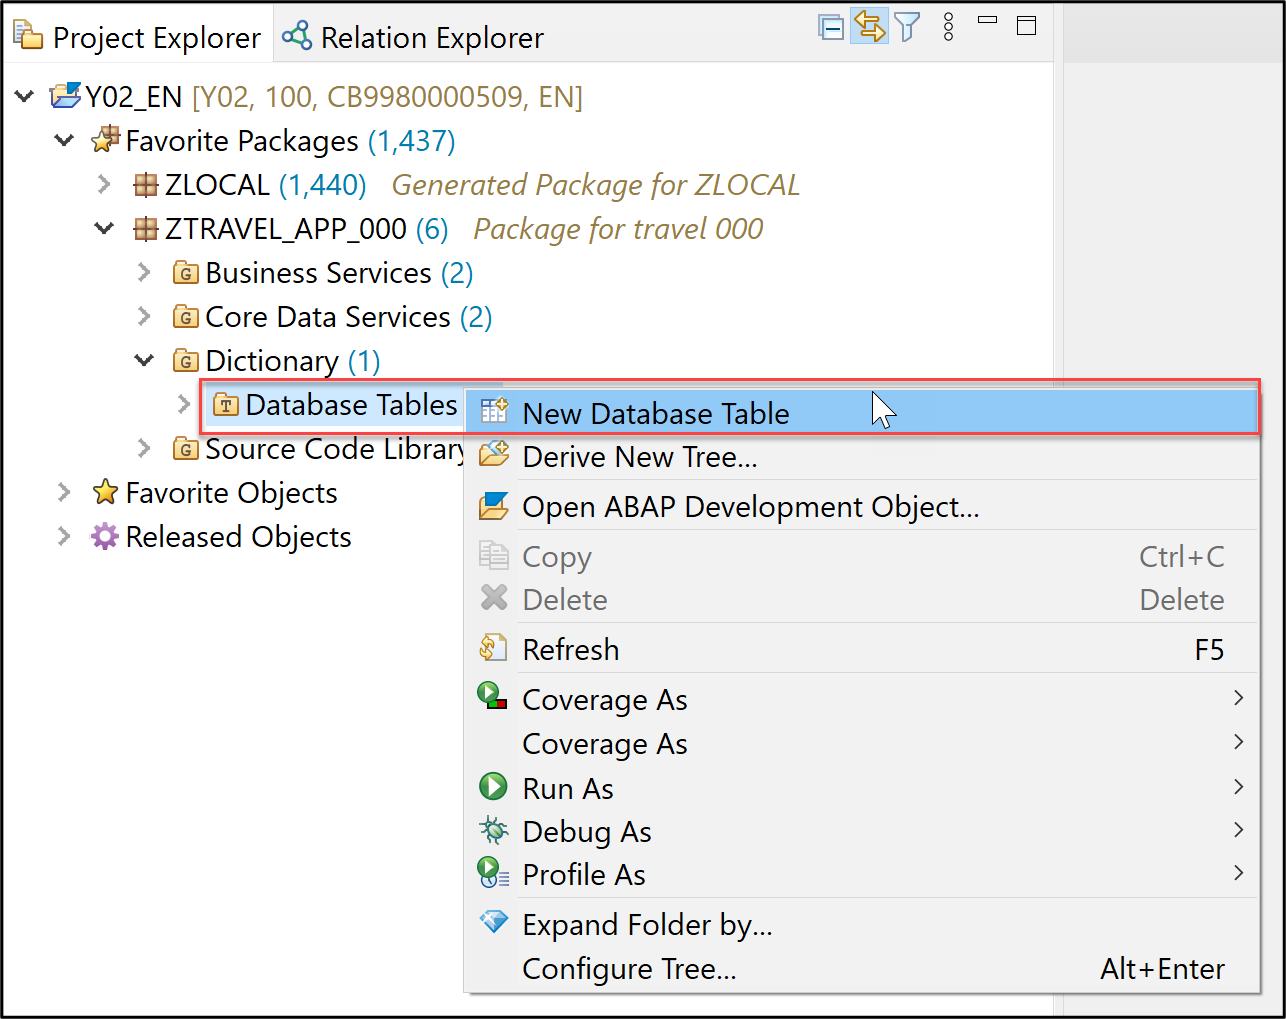 Project Explorer Relation Explorer
Y02_EN [Y02, 100, CB9980000509, EN]
Favorite Packages (1,437)
ZLOCAL (1,440) Generated Package for ZLOCAL
ZTRAVEL_APP_000 (6) Package for travel 000
G Business Services (2)
G Core Data Services (2)
G Dictionary (1)
T Database Tables
G Source Code Library
Favorite Objects
Released Objects
New Database Table
Derive New Tree...
Open ABAP Development Object...
Copy Ctrl+C
Delete Delete
Refresh F5
Coverage As
Coverage As
Run As
Debug As
Profile As
Expand Folder by...
Configure Tree... Alt+Enter